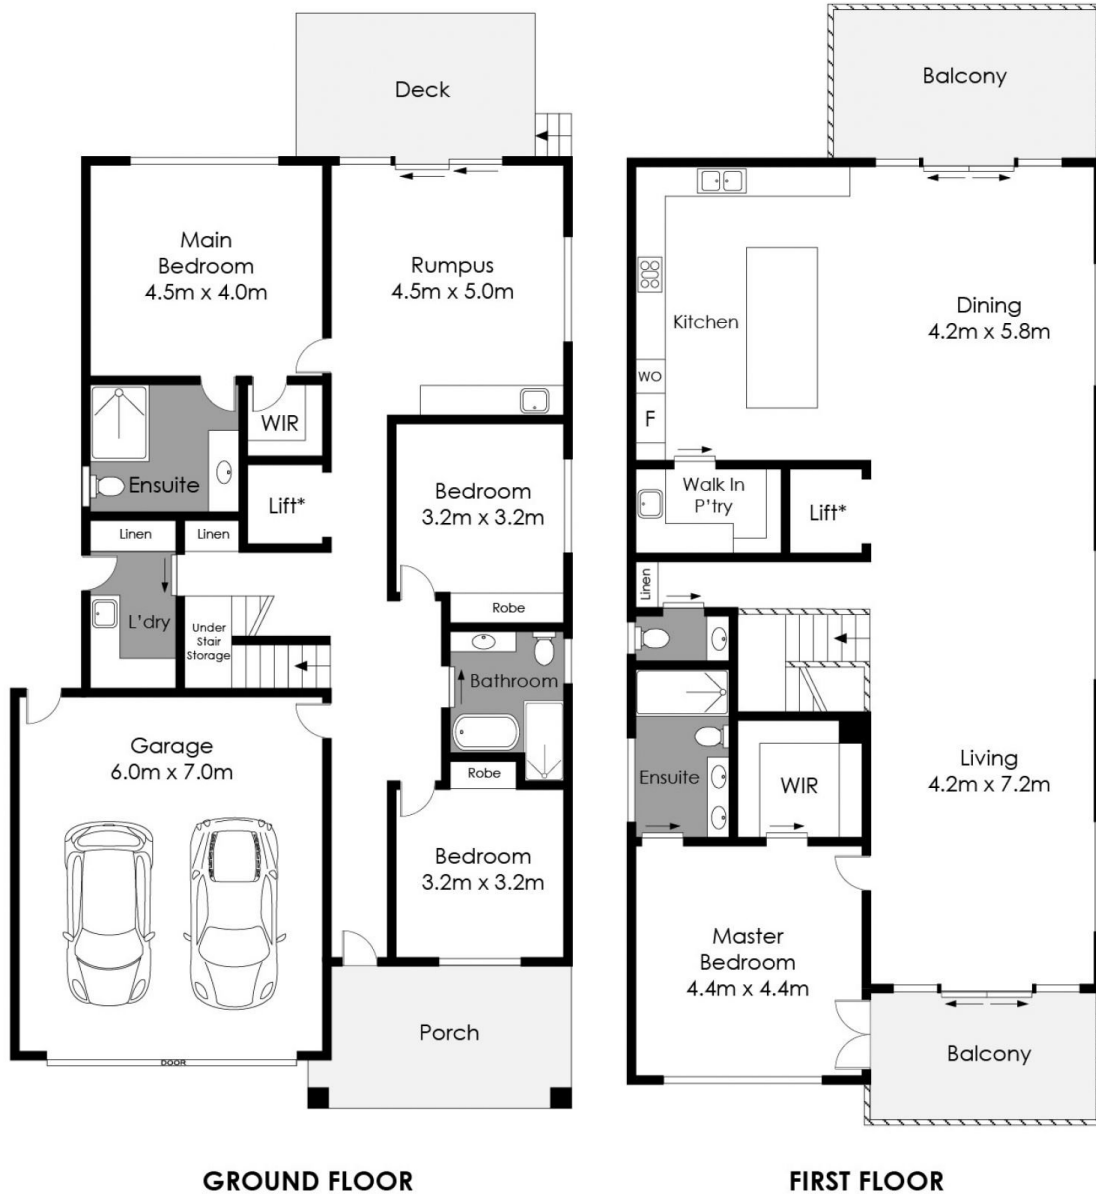 Deck
Main
Bedroom
4.5m x 4.0m
Rumpus
4.5m x 5.0m
WIR
Ensuite
Lift*
Bedroom
3.2m x 3.2m
Linen
Linen
L'dry
Under
Stair
Storage
Robe
Bathroom
Garage
6.0m x 7.0m
Robe
Bedroom
3.2m x 3.2m
Porch
DOOR
GROUND FLOOR
Balcony
Kitchen
Dining
4.2m x 5.8m
WO
F
Walk In
P'try
Lift*
Linen
Ensuite
WIR
Living
4.2m x 7.2m
Master
Bedroom
4.4m x 4.4m
Balcony
FIRST FLOOR